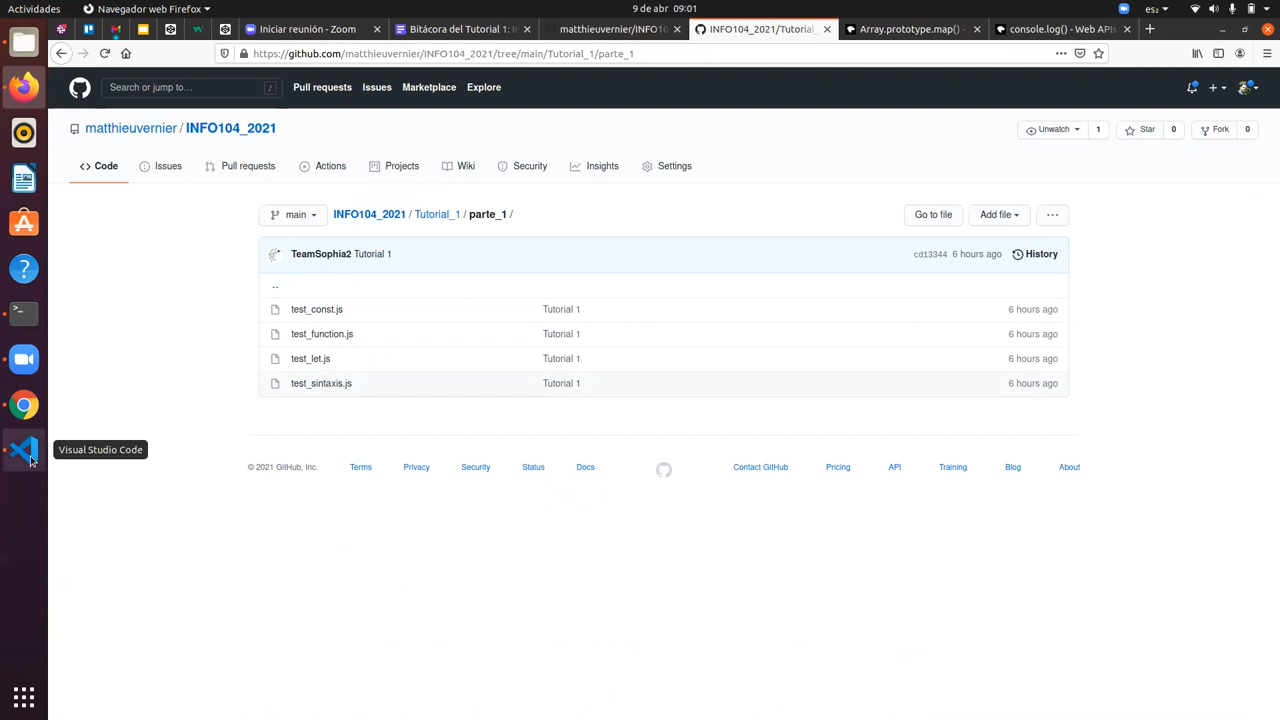 Actividades
Navegador web Firefox
9 de abr 09:01
es2
Iniciar reunión - Zoom
Bitácora del Tutorial 1: I
matthieuvernier/INFO10
INFO104_2021/Tutorial_
Array.prototype.map() -
console.log() - Web APIs
https://github.com/matthieuvernier/INFO104_2021/tree/main/Tutorial_1/parte_1
Search or jump to…
/
Pull requests
Issues
Marketplace
Explore
matthieuvernier / INFO104_2021
Unwatch
1
Star
0
Fork
0
Code
Issues
Pull requests
Actions
Projects
Wiki
Security
Insights
Settings
main
INFO104_2021 / Tutorial_1 / parte_1 /
Go to file
Add file
...
TeamSophia2 Tutorial 1
cd13344 6 hours ago
History
..
test_const.js Tutorial 1 6 hours ago
test_function.js Tutorial 1 6 hours ago
test_let.js Tutorial 1 6 hours ago
test_sintaxis.js Tutorial 1 6 hours ago
Visual Studio Code
© 2021 GitHub, Inc.
Terms
Privacy
Security
Status
Docs
Contact GitHub
Pricing
API
Training
Blog
About